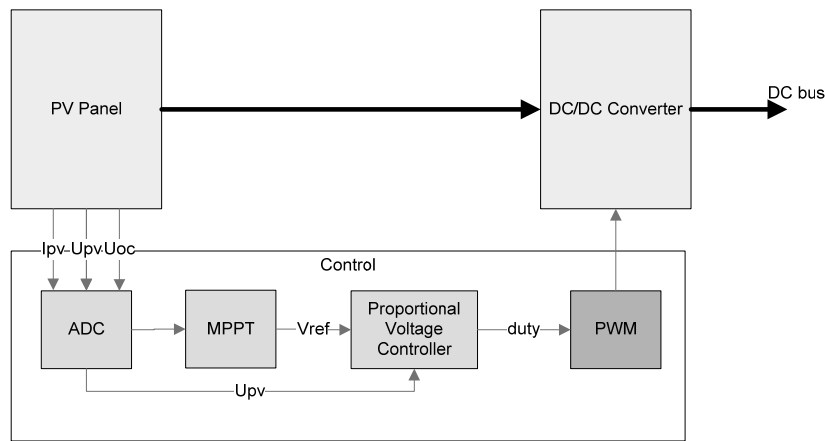 PV Panel
DC/DC Converter
DC bus
Ipv
Upv
Uoc
Control
ADC
MPPT
Vref
Proportional
Voltage
Controller
duty
PWM
Upv